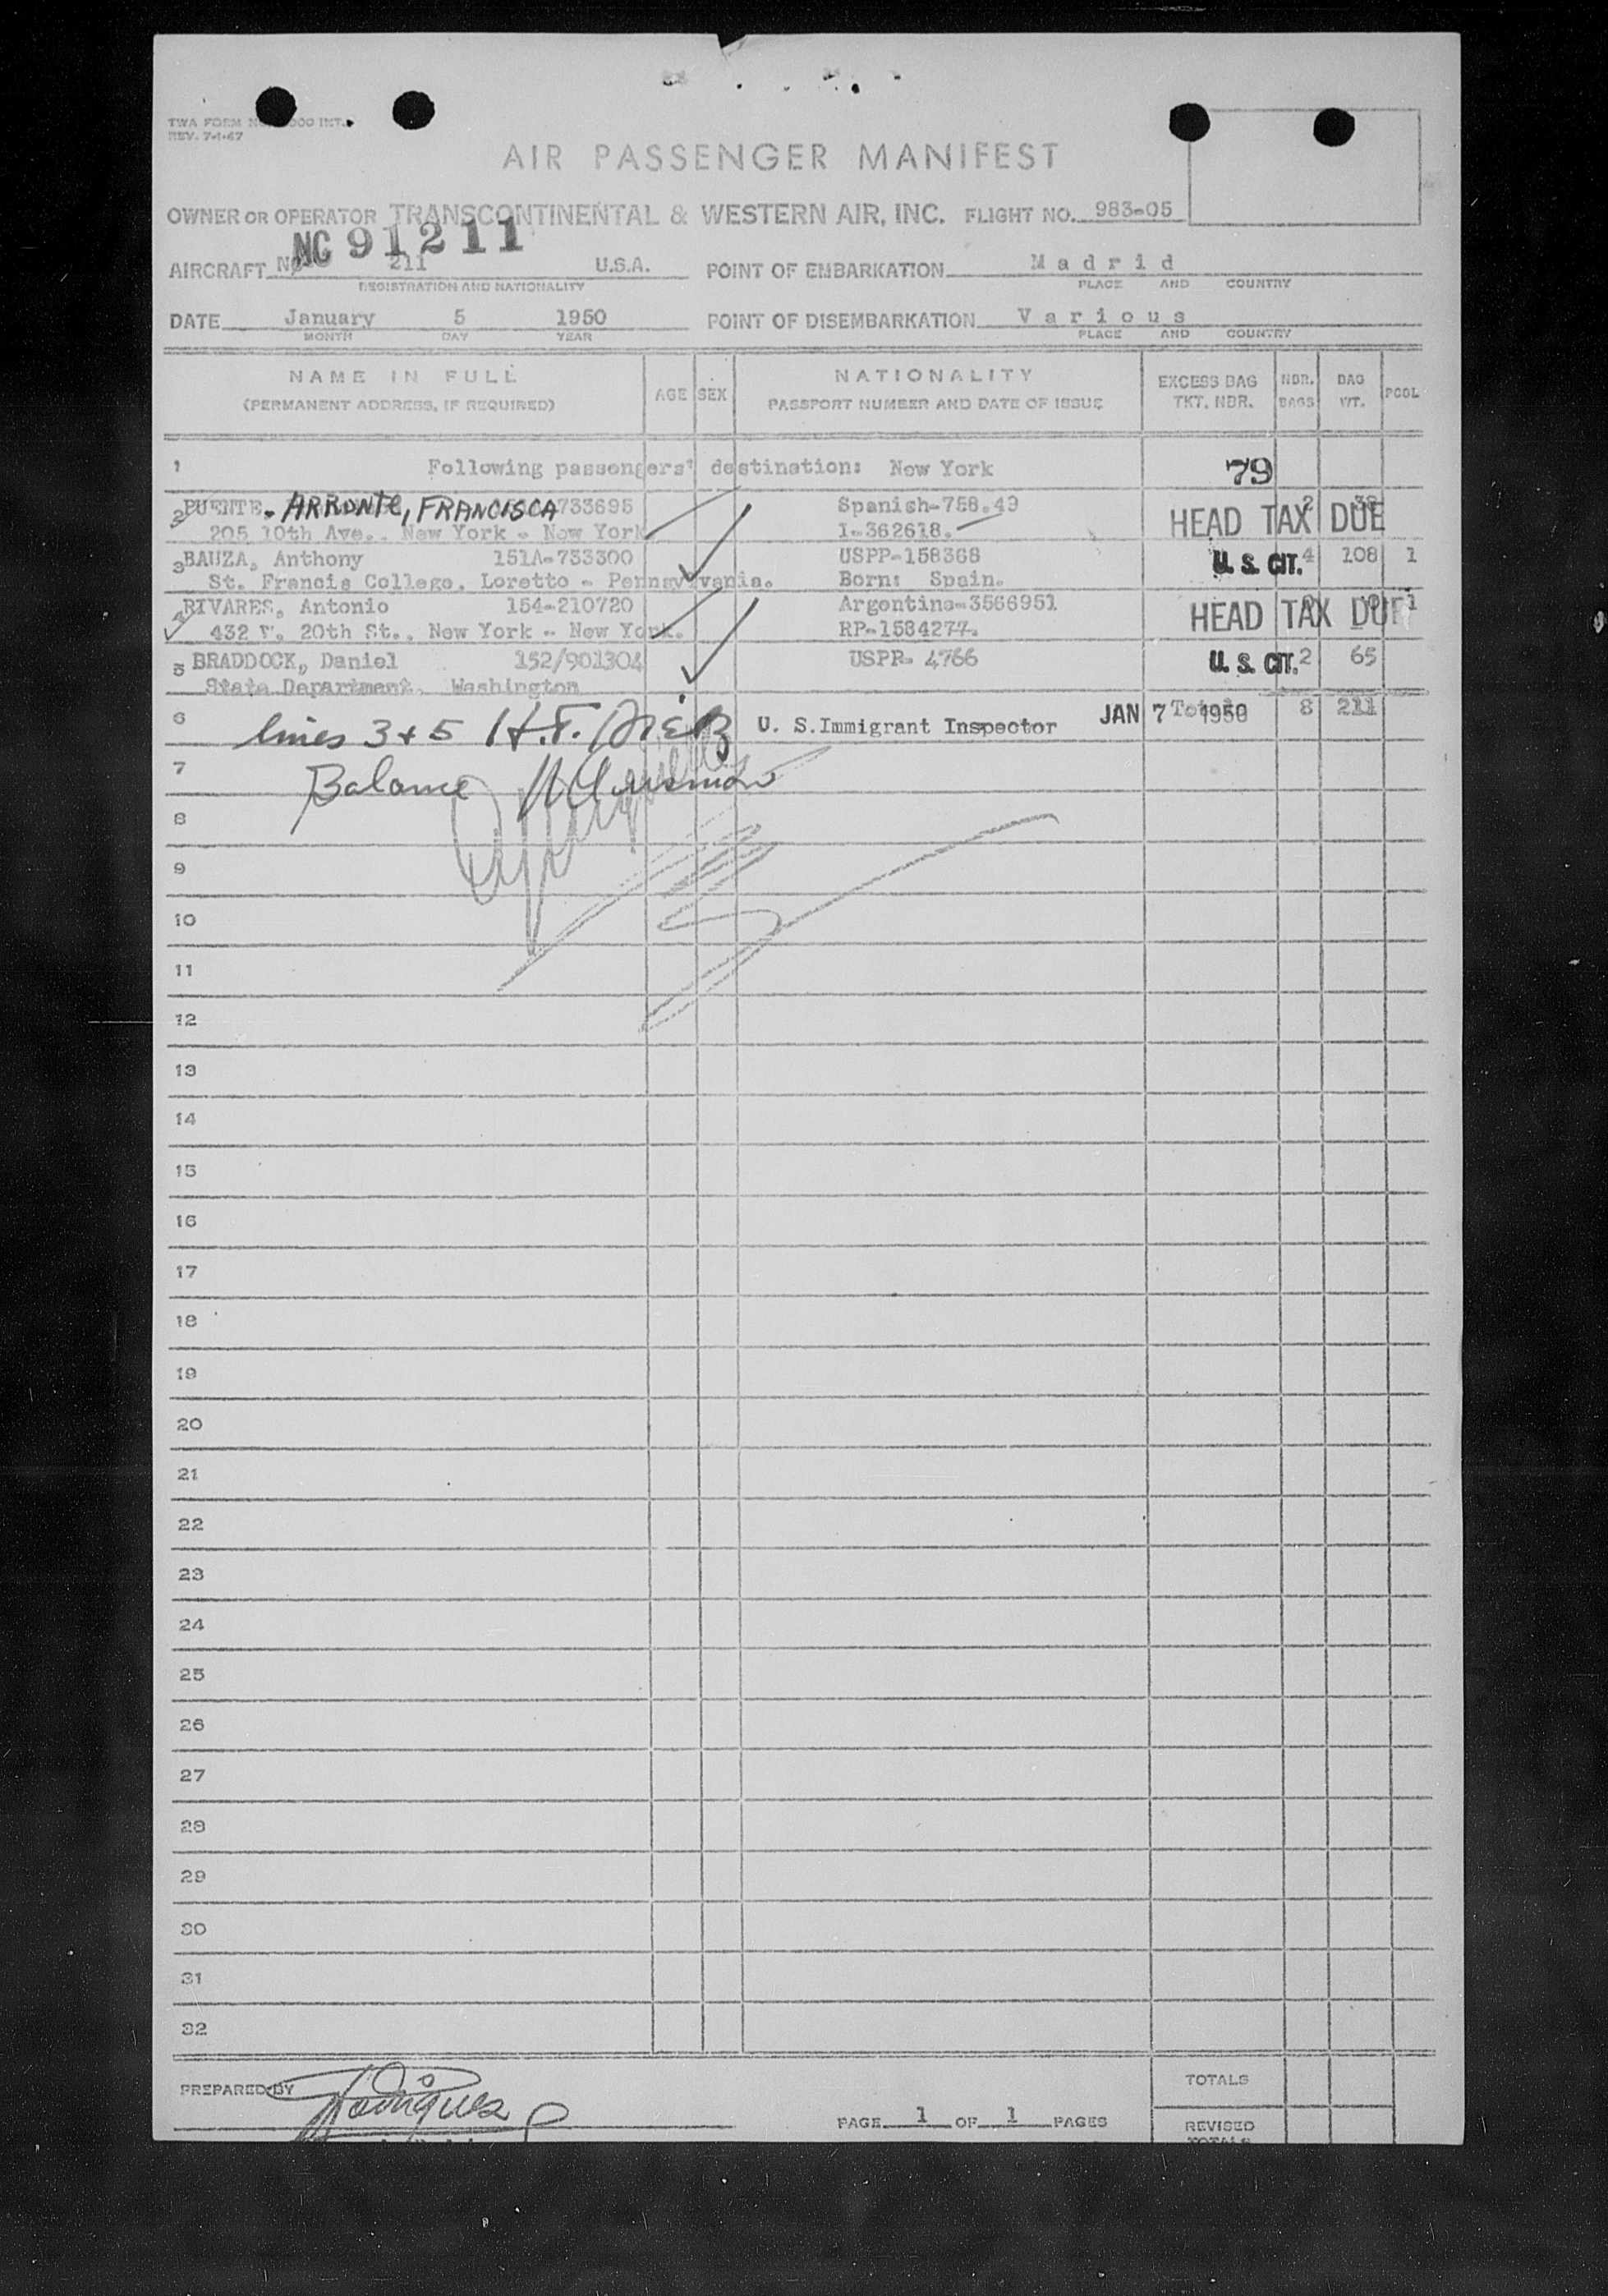 TWA FORM
REV. 7-1-47
AIR PASSENGER MANIFEST
OWNER OR OPERATOR TRANSCONTINENTAL & WESTERN AIR, INC. FLIGHT NO. 983-05
NC 91211
AIRCRAFT No 211 U.S.A. POINT OF EMBARKATION Madrid
REGISTRATION AND NATIONALITY PLACE AND COUNTRY
DATE January 5 1950 POINT OF DISEMBARKATION Various
MONTH DAY YEAR PLACE AND COUNTRY
NAME IN FULL AGE SEX NATIONALITY EXCESS BAG NBR. BAG PCGL
(PERMANENT ADDRESS, IF REQUIRED) PASSPORT NUMBER AND DATE OF ISSUE TKT. NBR. BAGS WT.
1 Following passengers' destination: New York 79
2 PUENTE - ARRONTE, FRANCISCA 733695 Spanish-758.49 2 38
205 10th Ave., New York - New York I-362618. HEAD TAX DUE
3 BAUZA, Anthony 151A-733300 USPP-158368 U. S. CIT. 4 108 1
St. Francis College. Loretto - Pennsylvania. Born: Spain.
RIVARES, Antonio 154-210720 Argentina-3566951 HEAD TAX DUE 1
432 W. 20th St., New York - New York. RP-1584277.
5 BRADDOCK, Daniel 152/901304 USPR- 4766 U. S. CIT. 2 65
State Department. Washington
6 lines 3+5 H.F. U. S. Immigrant Inspector JAN 7 1950 Total 8 211
7 Balance
8
9
10
11
12
13
14
15
16
17
18
19
20
21
22
23
24
25
26
27
28
29
30
31
32
PREPARED BY Rodriguez TOTALS
PAGE 1 OF 1 PAGES REVISED
TOTALS